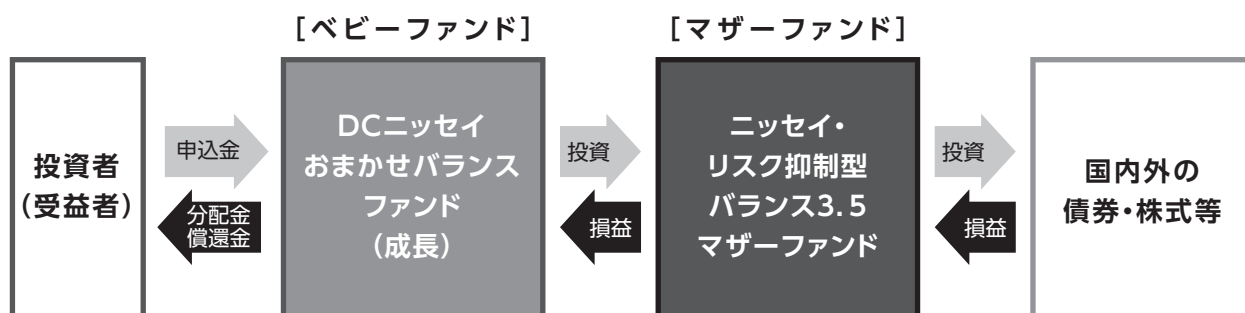 [ベビーファンド]
[マザーファンド]
投資者
(受益者)
申込金
分配金
償還金
DCニッセイ
おまかせバランス
ファンド
(成長)
投資
損益
ニッセイ・
リスク抑制型
バランス3.5
マザーファンド
投資
損益
国内外の
債券・株式等